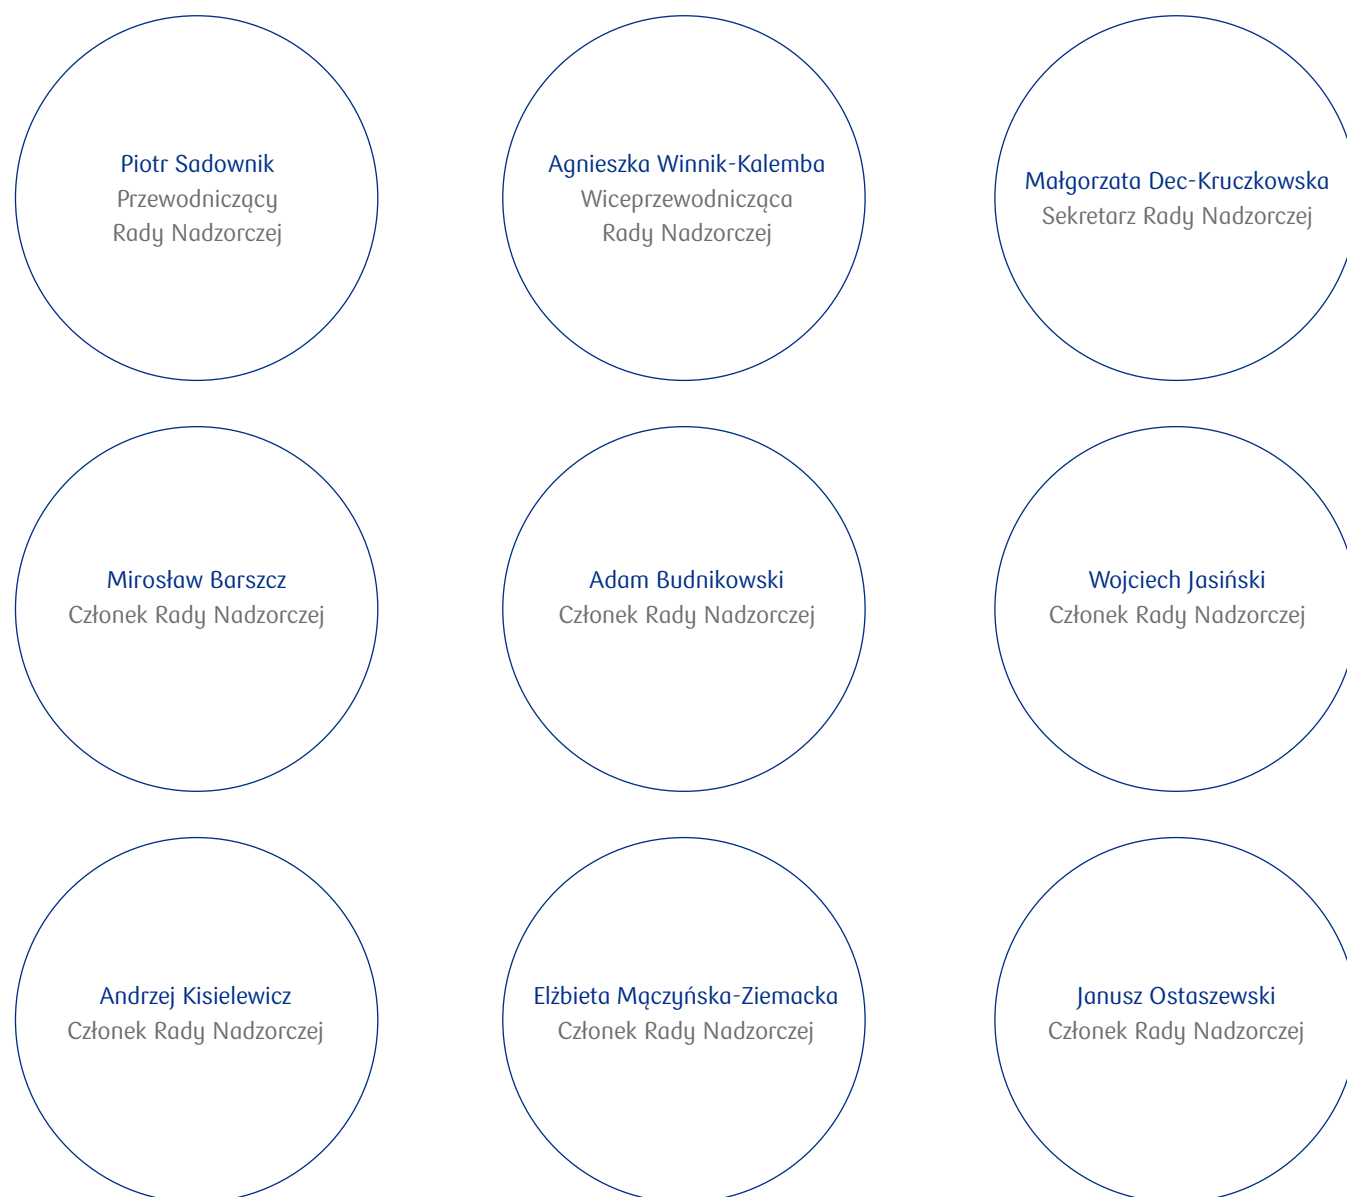 Piotr Sadownik
Przewodniczący
Rady Nadzorczej
Agnieszka Winnik-Kalemba
Wiceprzewodnicząca
Rady Nadzorczej
Małgorzata Dec-Kruczkowska
Sekretarz Rady Nadzorczej
Mirosław Barszcz
Członek Rady Nadzorczej
Adam Budnikowski
Członek Rady Nadzorczej
Wojciech Jasiński
Członek Rady Nadzorczej
Andrzej Kisielewicz
Członek Rady Nadzorczej
Elżbieta Mączyńska-Ziemacka
Członek Rady Nadzorczej
Janusz Ostaszewski
Członek Rady Nadzorczej